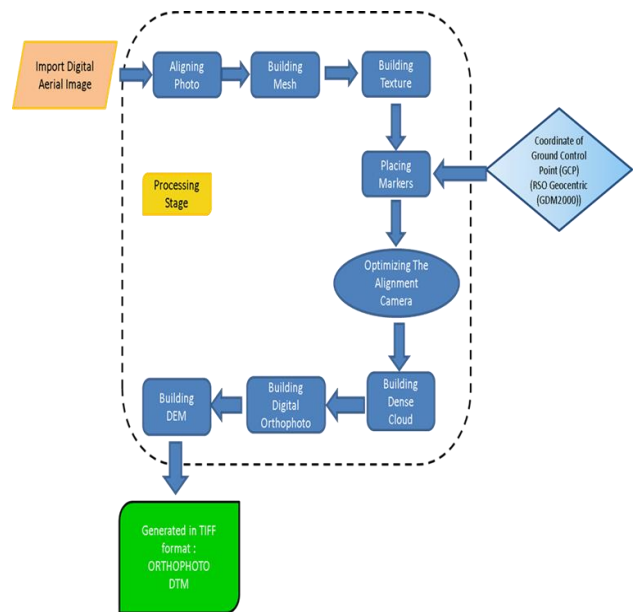 Import Digital
Aerial Image
Aligning
Photo
Building
Mesh
Building
Texture
Placing
Markers
Coordinate of
Ground Control
Point (GCP)
(RSO Geocentric
(GDM2000))
Processing
Stage
Optimizing The
Alignment
Camera
Building
Dense
Cloud
Building
Digital
Orthophoto
Building
DEM
Generated in TIFF
format :
ORTHOPHOTO
DTM